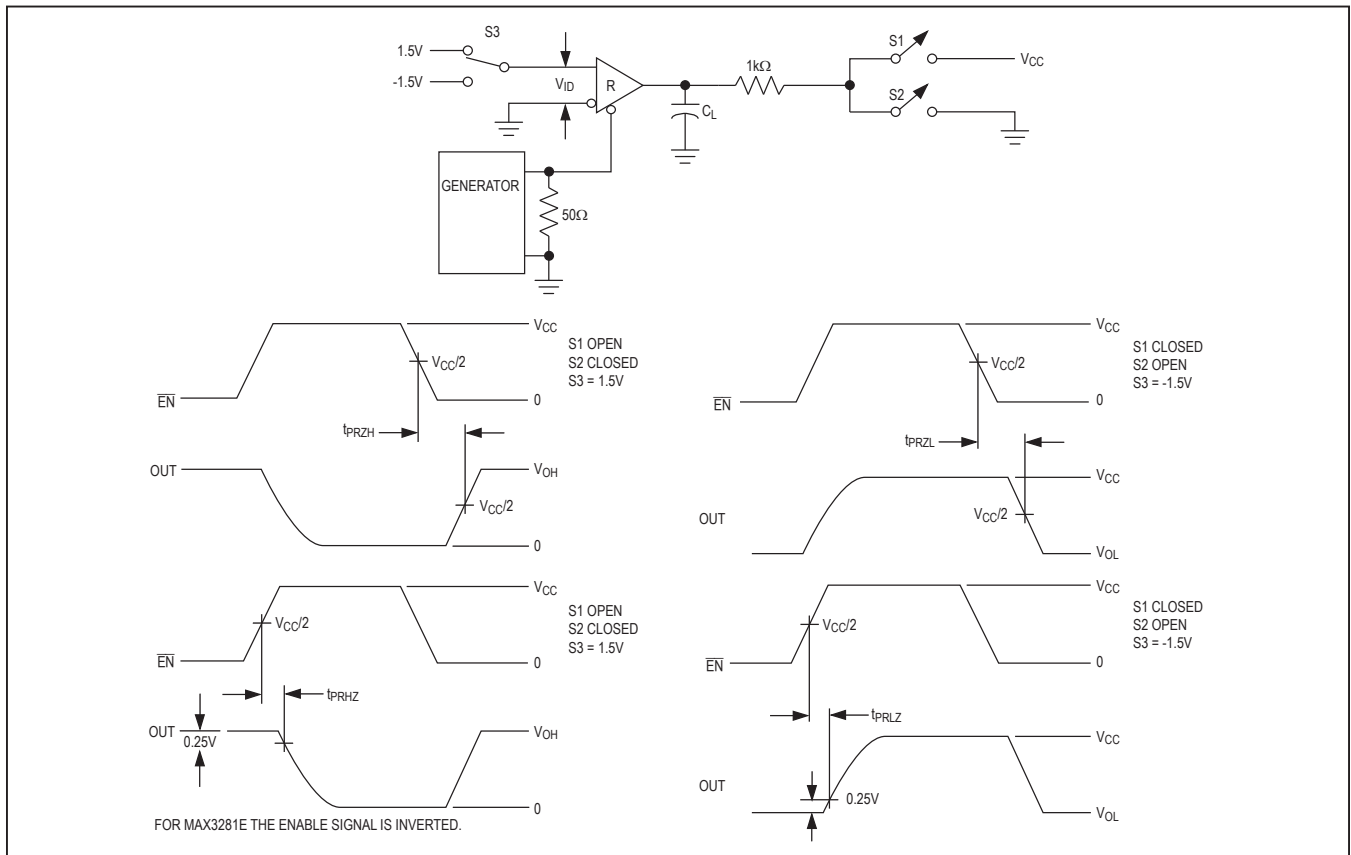 S3
1.5V
-1.5V
VID
R
1kΩ
CL
S1
VCC
S2
GENERATOR
50Ω
VCC
S1 OPEN
S2 CLOSED
S3 = 1.5V
VCC/2
EN
0
tPRZH
OUT
VOH
VCC/2
0
VCC
S1 CLOSED
S2 OPEN
S3 = -1.5V
VCC/2
EN
0
tPRZL
VCC
VCC/2
OUT
VOL
VCC
S1 OPEN
S2 CLOSED
S3 = 1.5V
VCC/2
EN
0
tPRHZ
OUT
0.25V
VOH
0
VCC
S1 CLOSED
S2 OPEN
S3 = -1.5V
VCC/2
EN
0
tPRLZ
VCC
OUT
0.25V
VOL
FOR MAX3281E THE ENABLE SIGNAL IS INVERTED.